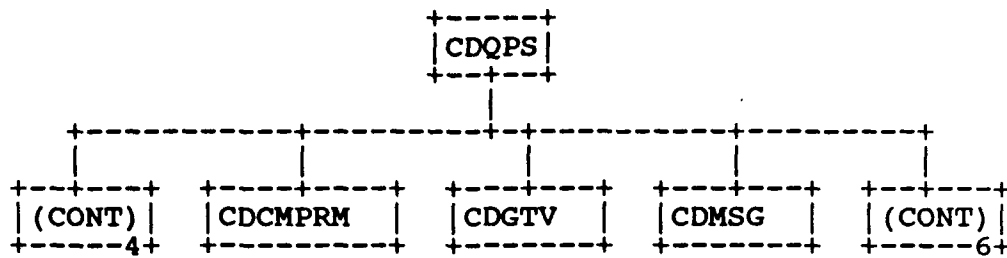 CDQPS
(CONT) CDCMPRM CDGTV CDMSG (CONT)
4 6